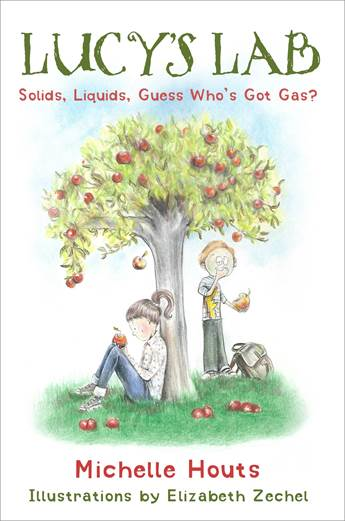 LUCY'S LAB
Solids, Liquids, Guess Who's Got Gas?
Michelle Houts
Illustrations by Elizabeth Zechel